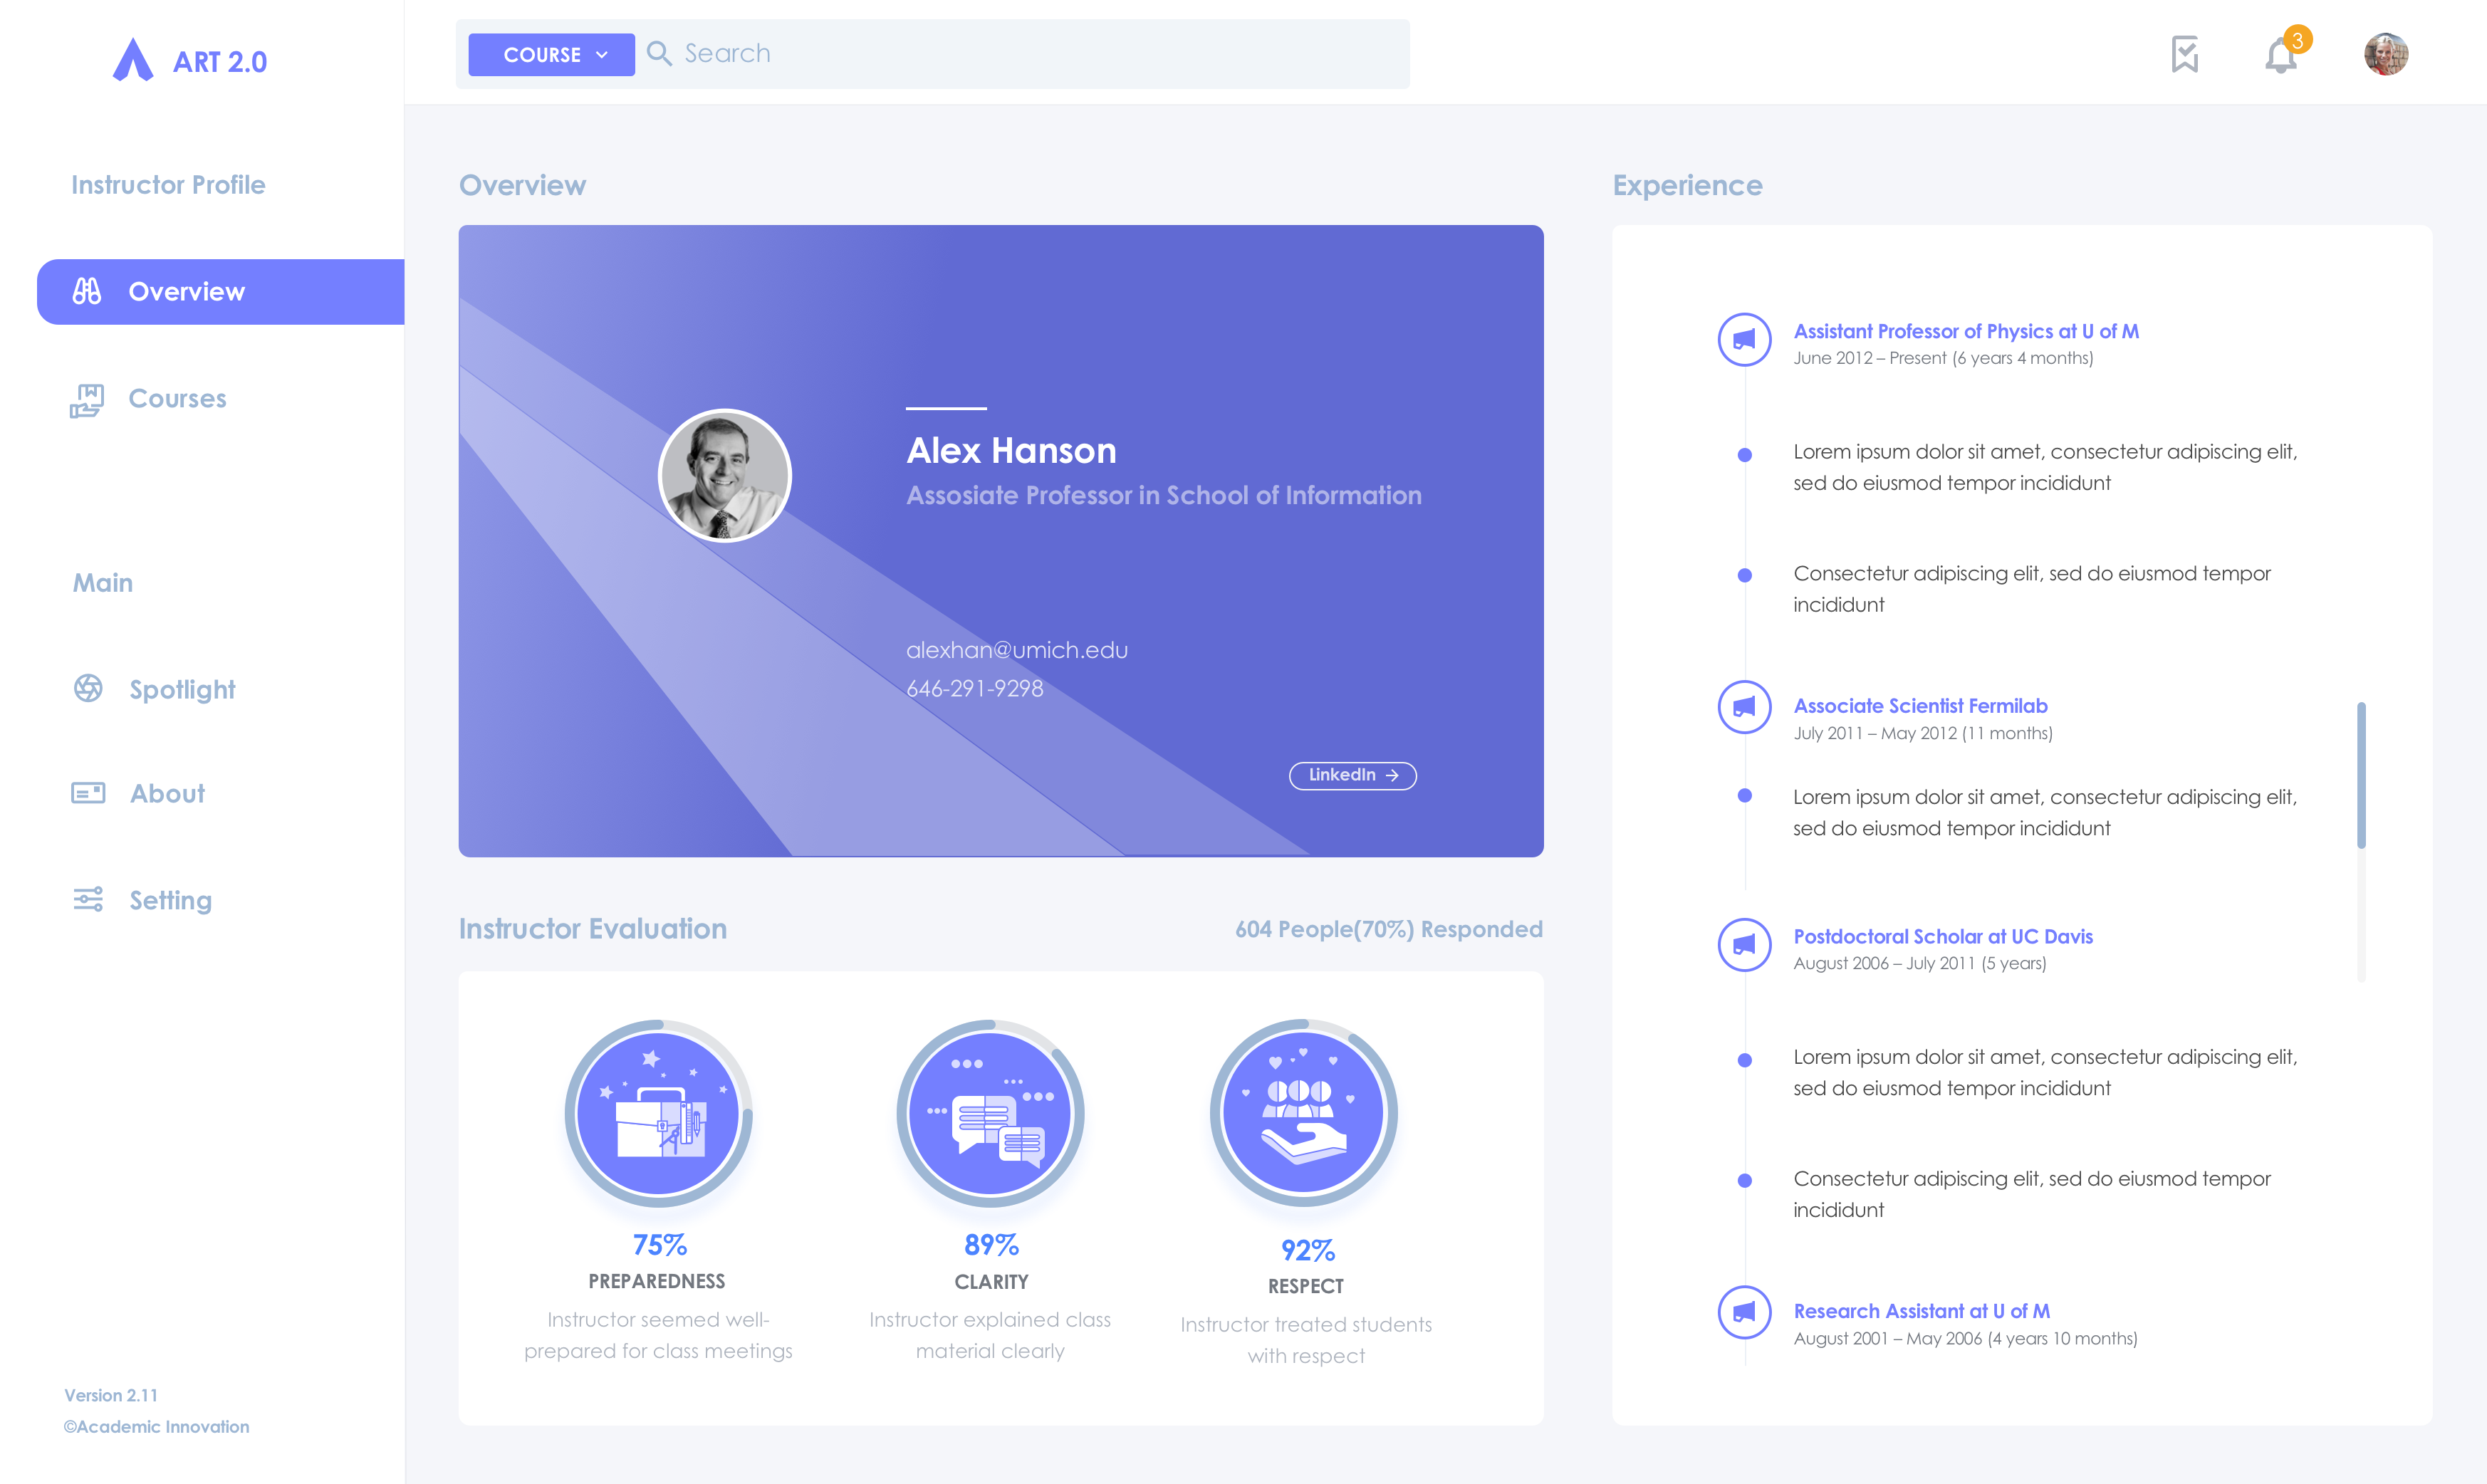 ART 2.0
COURSE
Search
3
Instructor Profile
Overview
Courses
Main
Spotlight
About
Setting
Version 2.11
©Academic Innovation
Overview
Alex Hanson
Assosiate Professor in School of Information
alexhan@umich.edu
646-291-9298
LinkedIn
Instructor Evaluation
604 People(70%) Responded
75%
PREPAREDNESS
Instructor seemed well-
prepared for class meetings
89%
CLARITY
Instructor explained class
material clearly
92%
RESPECT
Instructor treated students
with respect
Experience
Assistant Professor of Physics at U of M
June 2012 – Present (6 years 4 months)
Lorem ipsum dolor sit amet, consectetur adipiscing elit,
sed do eiusmod tempor incididunt
Consectetur adipiscing elit, sed do eiusmod tempor
incididunt
Associate Scientist Fermilab
July 2011 – May 2012 (11 months)
Lorem ipsum dolor sit amet, consectetur adipiscing elit,
sed do eiusmod tempor incididunt
Postdoctoral Scholar at UC Davis
August 2006 – July 2011 (5 years)
Lorem ipsum dolor sit amet, consectetur adipiscing elit,
sed do eiusmod tempor incididunt
Consectetur adipiscing elit, sed do eiusmod tempor
incididunt
Research Assistant at U of M
August 2001 – May 2006 (4 years 10 months)